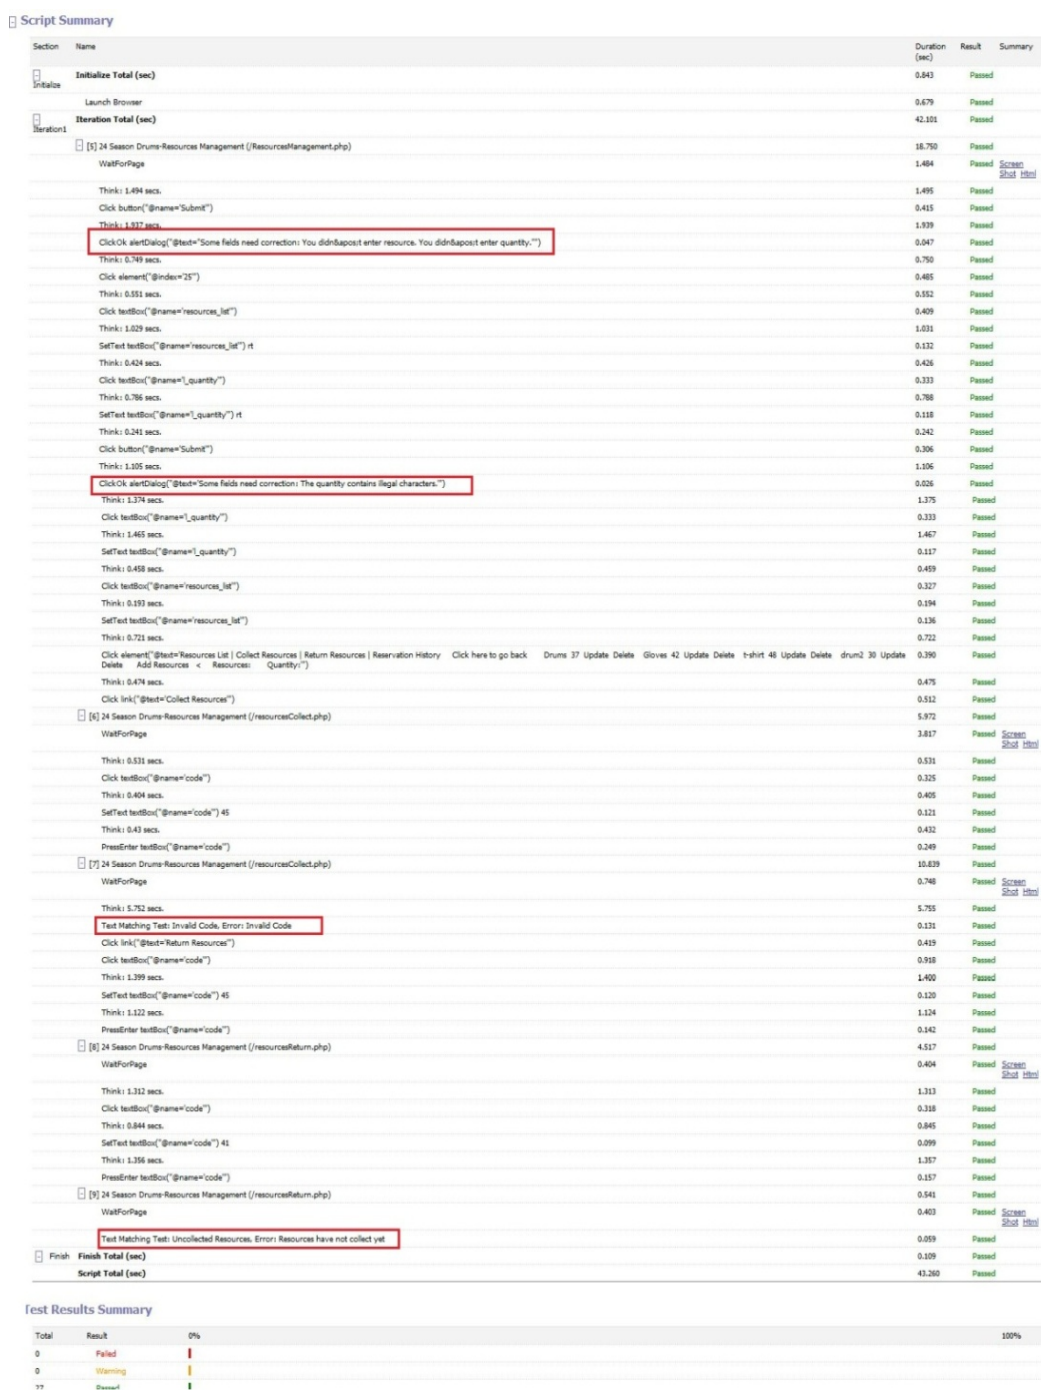 Script Summary
Section Name Duration (sec) Result Summary
Initialize Initialize Total (sec) 0.843 Passed
Launch Browser 0.679 Passed
Iteration1 Iteration Total (sec) 42.101 Passed
[5] 24 Season Drums-Resources Management (/ResourcesManagement.php) 18.750 Passed
WaitForPage 1.484 Passed Screen Shot Html
Think: 1.494 secs. 1.495 Passed
Click button("@name='Submit'") 0.415 Passed
Think: 1.937 secs. 1.939 Passed
ClickOk alertDialog("@text="Some fields need correction: You didn&apos;t enter resource. You didn&apos;t enter quantity."") 0.047 Passed
Think: 0.749 secs. 0.750 Passed
Click element("@index='25'") 0.485 Passed
Think: 0.551 secs. 0.552 Passed
Click textBox("@name='resources_list'") 0.409 Passed
Think: 1.029 secs. 1.031 Passed
SetText textBox("@name='resources_list'") rt 0.132 Passed
Think: 0.424 secs. 0.426 Passed
Click textBox("@name='l_quantity'") 0.333 Passed
Think: 0.786 secs. 0.788 Passed
SetText textBox("@name='l_quantity'") rt 0.118 Passed
Think: 0.241 secs. 0.242 Passed
Click button("@name='Submit'") 0.306 Passed
Think: 1.105 secs. 1.106 Passed
ClickOk alertDialog("@text='Some fields need correction: The quantity contains illegal characters.'") 0.026 Passed
Think: 1.374 secs. 1.375 Passed
Click textBox("@name='l_quantity'") 0.333 Passed
Think: 1.465 secs. 1.467 Passed
SetText textBox("@name='l_quantity'") 0.117 Passed
Think: 0.458 secs. 0.459 Passed
Click textBox("@name='resources_list'") 0.327 Passed
Think: 0.193 secs. 0.194 Passed
SetText textBox("@name='resources_list'") 0.136 Passed
Think: 0.721 secs. 0.722 Passed
Click element("@text='Resources List | Collect Resources | Return Resources | Reservation History Click here to go back Drums 37 Update Delete Gloves 42 Update Delete t-shirt 48 Update Delete drum2 30 Update 0.390 Passed
Delete Add Resources < Resources: Quantity:'")
Think: 0.474 secs. 0.475 Passed
Click link("@text='Collect Resources'") 0.512 Passed
[6] 24 Season Drums-Resources Management (/resourcesCollect.php) 5.972 Passed
WaitForPage 3.817 Passed Screen Shot Html
Think: 0.531 secs. 0.531 Passed
Click textBox("@name='code'") 0.325 Passed
Think: 0.404 secs. 0.405 Passed
SetText textBox("@name='code'") 45 0.121 Passed
Think: 0.43 secs. 0.432 Passed
PressEnter textBox("@name='code'") 0.249 Passed
[7] 24 Season Drums-Resources Management (/resourcesCollect.php) 10.839 Passed
WaitForPage 0.748 Passed Screen Shot Html
Think: 5.752 secs. 5.755 Passed
Text Matching Test: Invalid Code, Error: Invalid Code 0.131 Passed
Click link("@text='Return Resources'") 0.419 Passed
Click textBox("@name='code'") 0.918 Passed
Think: 1.399 secs. 1.400 Passed
SetText textBox("@name='code'") 45 0.120 Passed
Think: 1.122 secs. 1.124 Passed
PressEnter textBox("@name='code'") 0.142 Passed
[8] 24 Season Drums-Resources Management (/resourcesReturn.php) 4.517 Passed
WaitForPage 0.404 Passed Screen Shot Html
Think: 1.312 secs. 1.313 Passed
Click textBox("@name='code'") 0.318 Passed
Think: 0.844 secs. 0.845 Passed
SetText textBox("@name='code'") 41 0.099 Passed
Think: 1.356 secs. 1.357 Passed
PressEnter textBox("@name='code'") 0.157 Passed
[9] 24 Season Drums-Resources Management (/resourcesReturn.php) 0.541 Passed
WaitForPage 0.403 Passed Screen Shot Html
Text Matching Test: Uncollected Resources, Error: Resources have not collect yet 0.059 Passed
Finish Finish Total (sec) 0.109 Passed
Script Total (sec) 43.260 Passed
Test Results Summary
Total Result 0% 100%
0 Failed
0 Warning
27 Passed